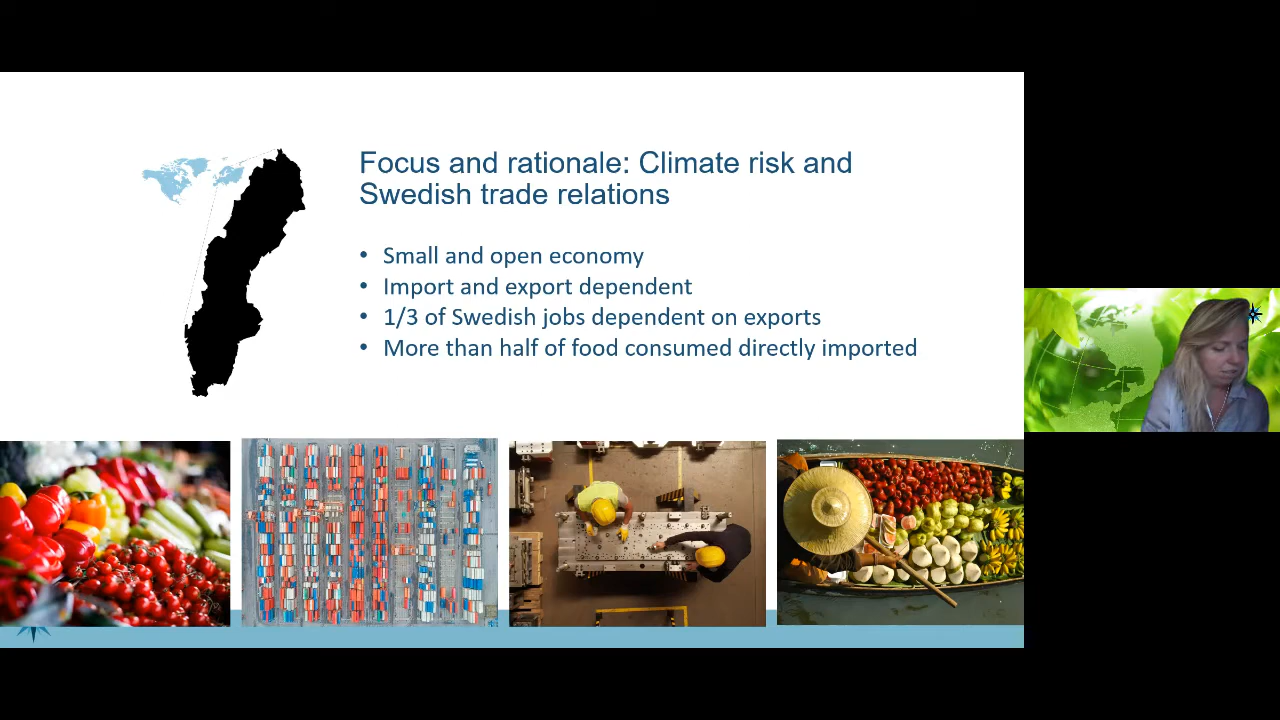 Focus and rationale: Climate risk and
Swedish trade relations
• Small and open economy
• Import and export dependent
• 1/3 of Swedish jobs dependent on exports
• More than half of food consumed directly imported